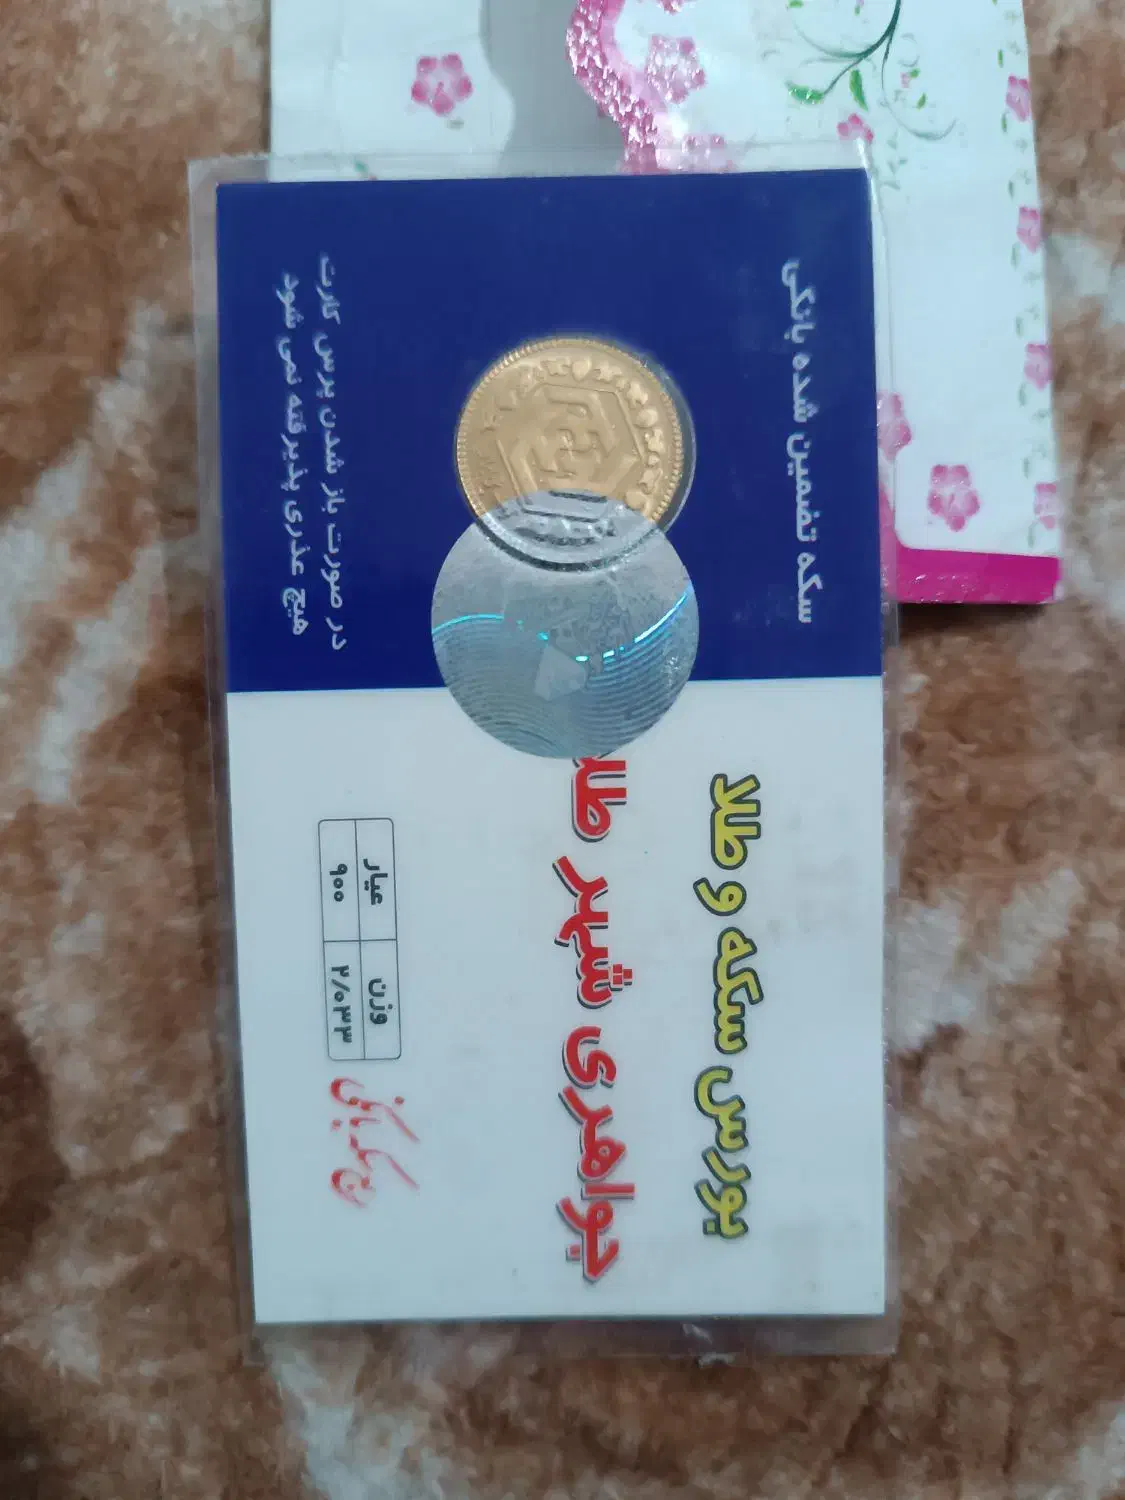 سکه تضمین شده بانکی
در صورت باز شدن پرس کارت
هیچ عذری پذیرفته نمی شود
بورس سکه و طلا
جواهری شهر طلا
عیار وزن
۹۰۰ ۲/۰۳۳